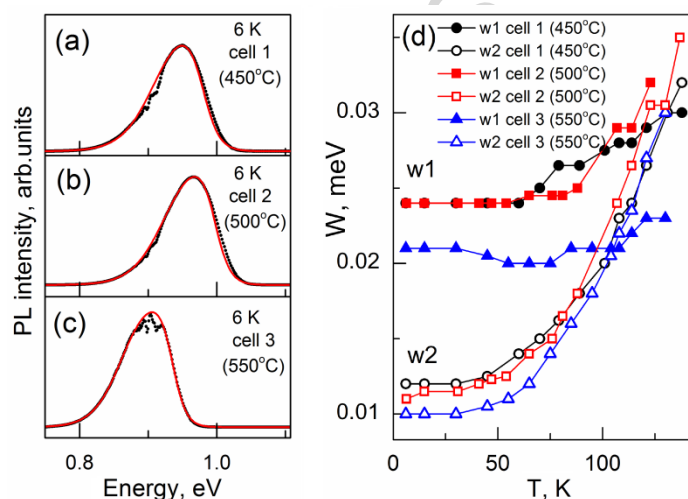 (a)
6 K
cell 1
(450°C)
(b)
6 K
cell 2
(500°C)
(c)
6 K
cell 3
(550°C)
PL intensity, arb.units
0.8
1.0
Energy, eV
(d)
w1 cell 1 (450°C)
w2 cell 1 (450°C)
w1 cell 2 (500°C)
w2 cell 2 (500°C)
w1 cell 3 (550°C)
w2 cell 3 (550°C)
w1
w2
W, meV
0.03
0.02
0.01
0
50
100
T, K